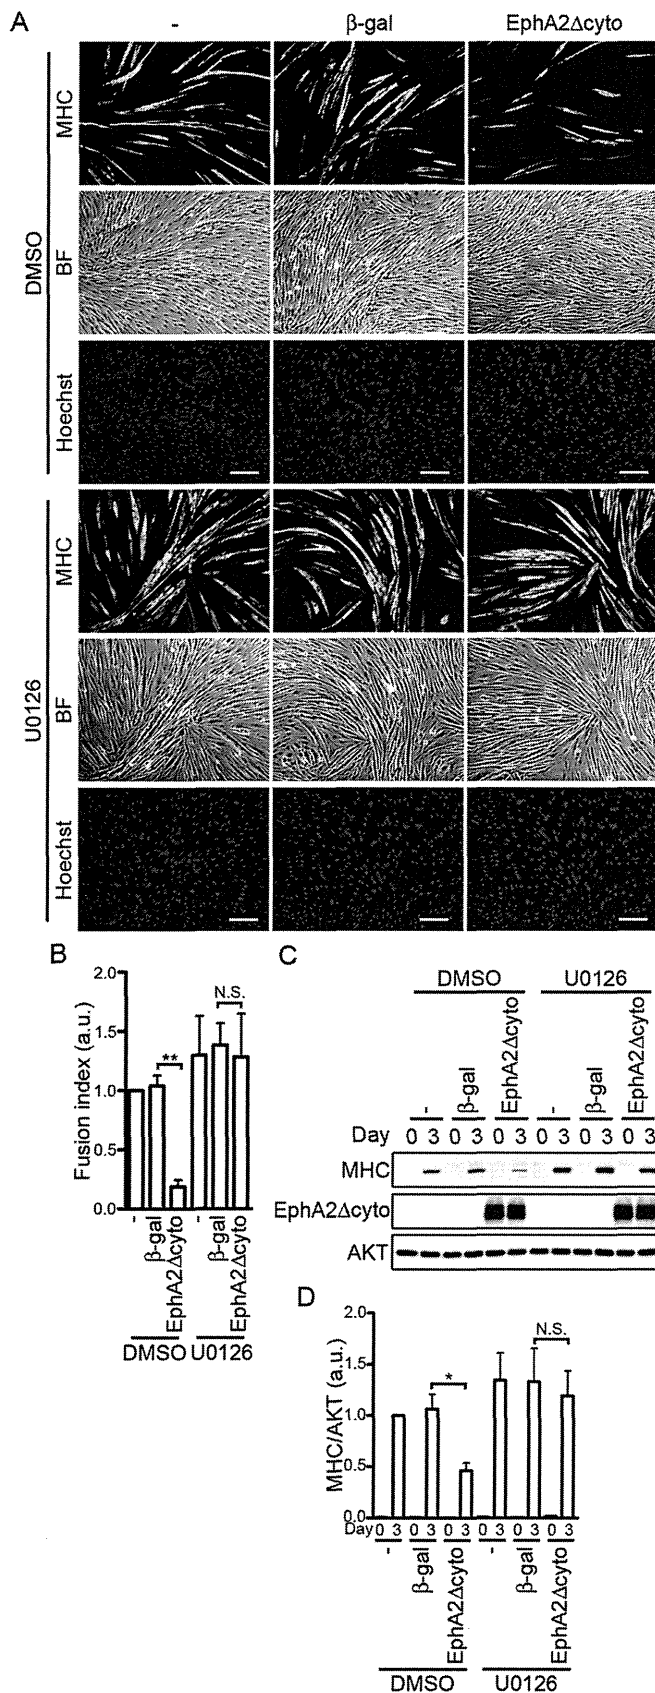 A
-
β-gal
EphA2Δcyto
DMSO
MHC
BF
Hoechst
U0126
MHC
BF
Hoechst
B
Fusion index (a.u.)
2.0
1.5
1.0
0.5
0.0
**
N.S.
-
β-gal
EphA2Δcyto
-
β-gal
EphA2Δcyto
DMSO U0126
C
DMSO U0126
-
β-gal
EphA2Δcyto
-
β-gal
EphA2Δcyto
Day 0 3 0 3 0 3 0 3 0 3 0 3
MHC
EphA2Δcyto
AKT
D
MHC/AKT (a.u.)
2.0
1.5
1.0
0.5
0.0
*
N.S.
Day 0 3 0 3 0 3 0 3 0 3 0 3
-
β-gal
EphA2Δcyto
-
β-gal
EphA2Δcyto
DMSO U0126